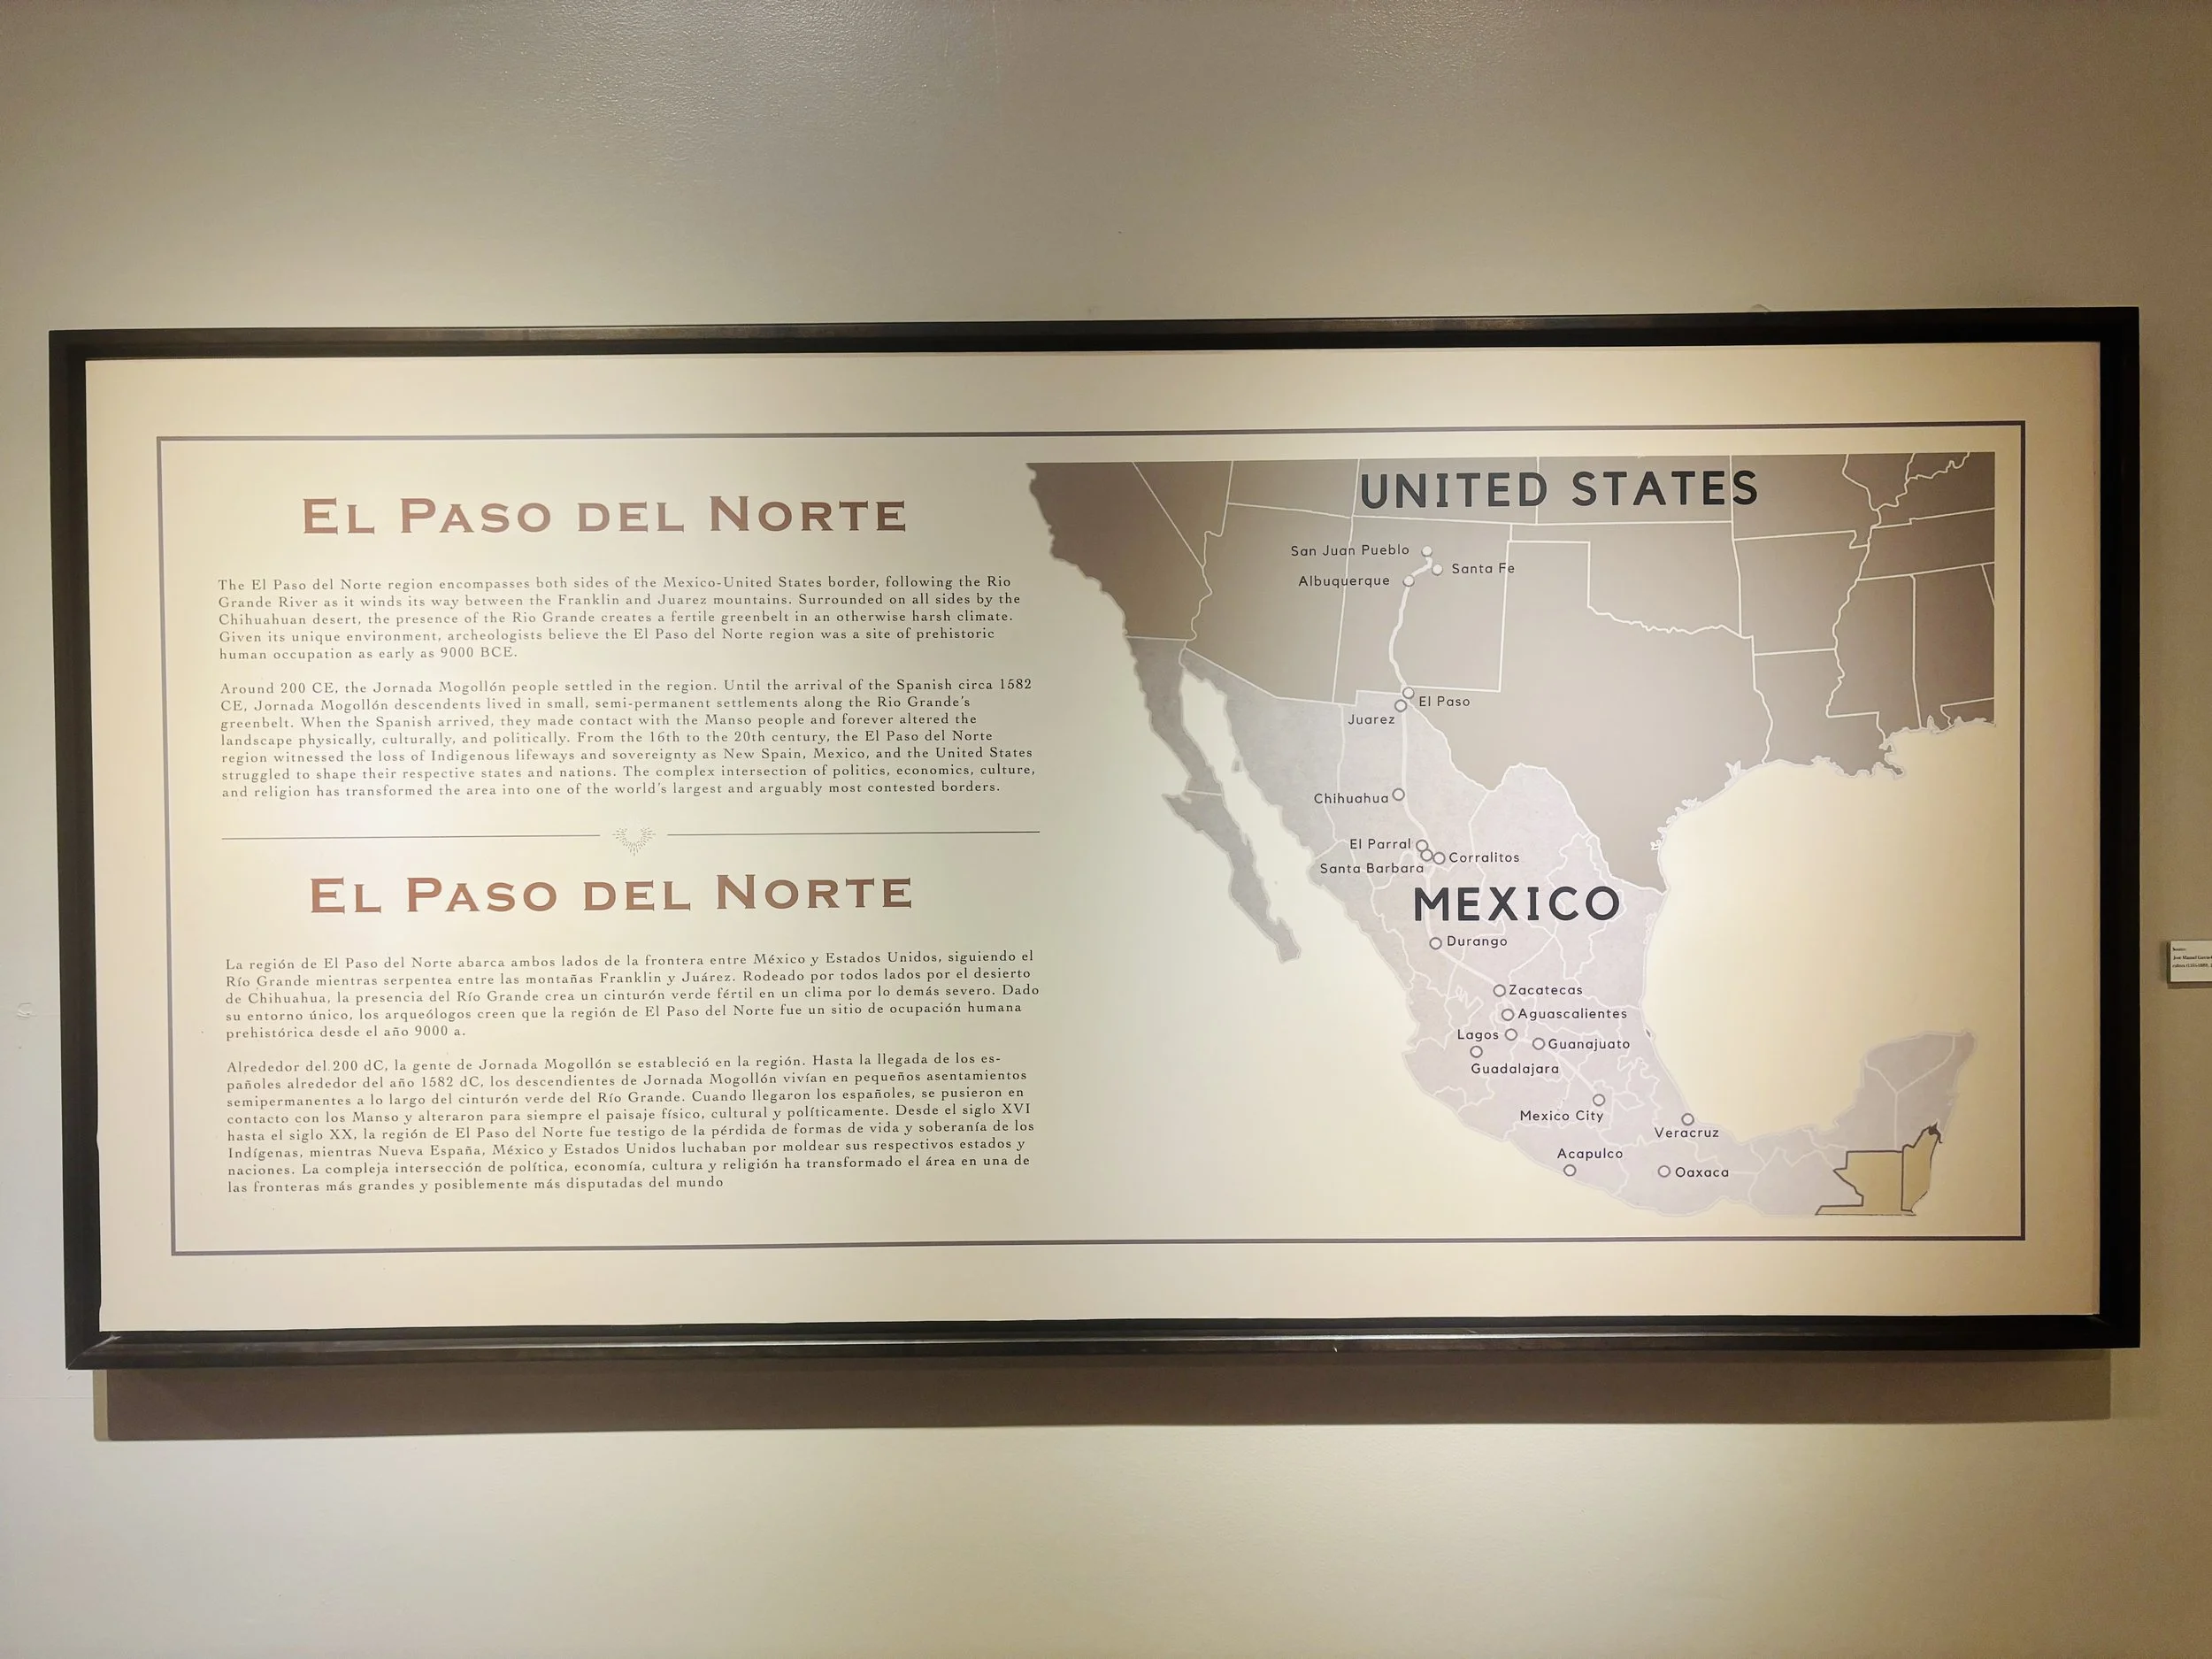 EL PASO DEL NORTE
The El Paso del Norte region encompasses both sides of the Mexico-United States border, following the Rio
Grande River as it winds its way between the Franklin and Juarez mountains. Surrounded on all sides by the
Chihuahuan desert, the presence of the Rio Grande creates a fertile greenbelt in an otherwise harsh climate.
Given its unique environment, archeologists believe the El Paso del Norte region was a site of prehistoric
human occupation as early as 9000 BCE.
Around 200 CE, the Jornada Mogollón people settled in the region. Until the arrival of the Spanish circa 1582
CE, Jornada Mogollón descendents lived in small, semi-permanent settlements along the Rio Grande's
greenbelt. When the Spanish arrived, they made contact with the Manso people and forever altered the
landscape physically, culturally, and politically. From the 16th to the 20th century, the El Paso del Norte
region witnessed the loss of Indigenous lifeways and sovereignty as New Spain, Mexico, and the United States
struggled to shape their respective states and nations. The complex intersection of politics, economics, culture,
and religion has transformed the area into one of the world's largest and arguably most contested borders.
EL PASO DEL NORTE
La región de El Paso del Norte abarca ambos lados de la frontera entre México y Estados Unidos, siguiendo el
Río Grande mientras serpentea entre las montañas Franklin y Juárez. Rodeado por todos lados por el desierto
de Chihuahua, la presencia del Río Grande crea un cinturón verde fértil en un clima por lo demás severo. Dado
su entorno único, los arqueólogos creen que la región de El Paso del Norte fue un sitio de ocupación humana
prehistórica desde el año 9000 a.
Alrededor del 200 dC, la gente de Jornada Mogollón se estableció en la región. Hasta la llegada de los es-
pañoles alrededor del año 1582 dC, los descendientes de Jornada Mogollón vivían en pequeños asentamientos
semipermanentes a lo largo del cinturón verde del Río Grande. Cuando llegaron los españoles, se pusieron en
contacto con los Manso y alteraron para siempre el paisaje físico, cultural y políticamente. Desde el siglo XVI
hasta el siglo XX, la región de El Paso del Norte fue testigo de la pérdida de formas de vida y soberanía de los
Indígenas, mientras Nueva España, México y Estados Unidos luchaban por moldear sus respectivos estados y
naciones. La compleja intersección de política, economía, cultura y religión ha transformado el área en una de
las fronteras más grandes y posiblemente más disputadas del mundo
UNITED STATES
San Juan Pueblo
Santa Fe
Albuquerque
El Paso
Juarez
Chihuahua
El Parral
Corralitos
Santa Barbara
MEXICO
Durango
Zacatecas
Aguascalientes
Lagos
Guanajuato
Guadalajara
Mexico City
Veracruz
Acapulco
Oaxaca